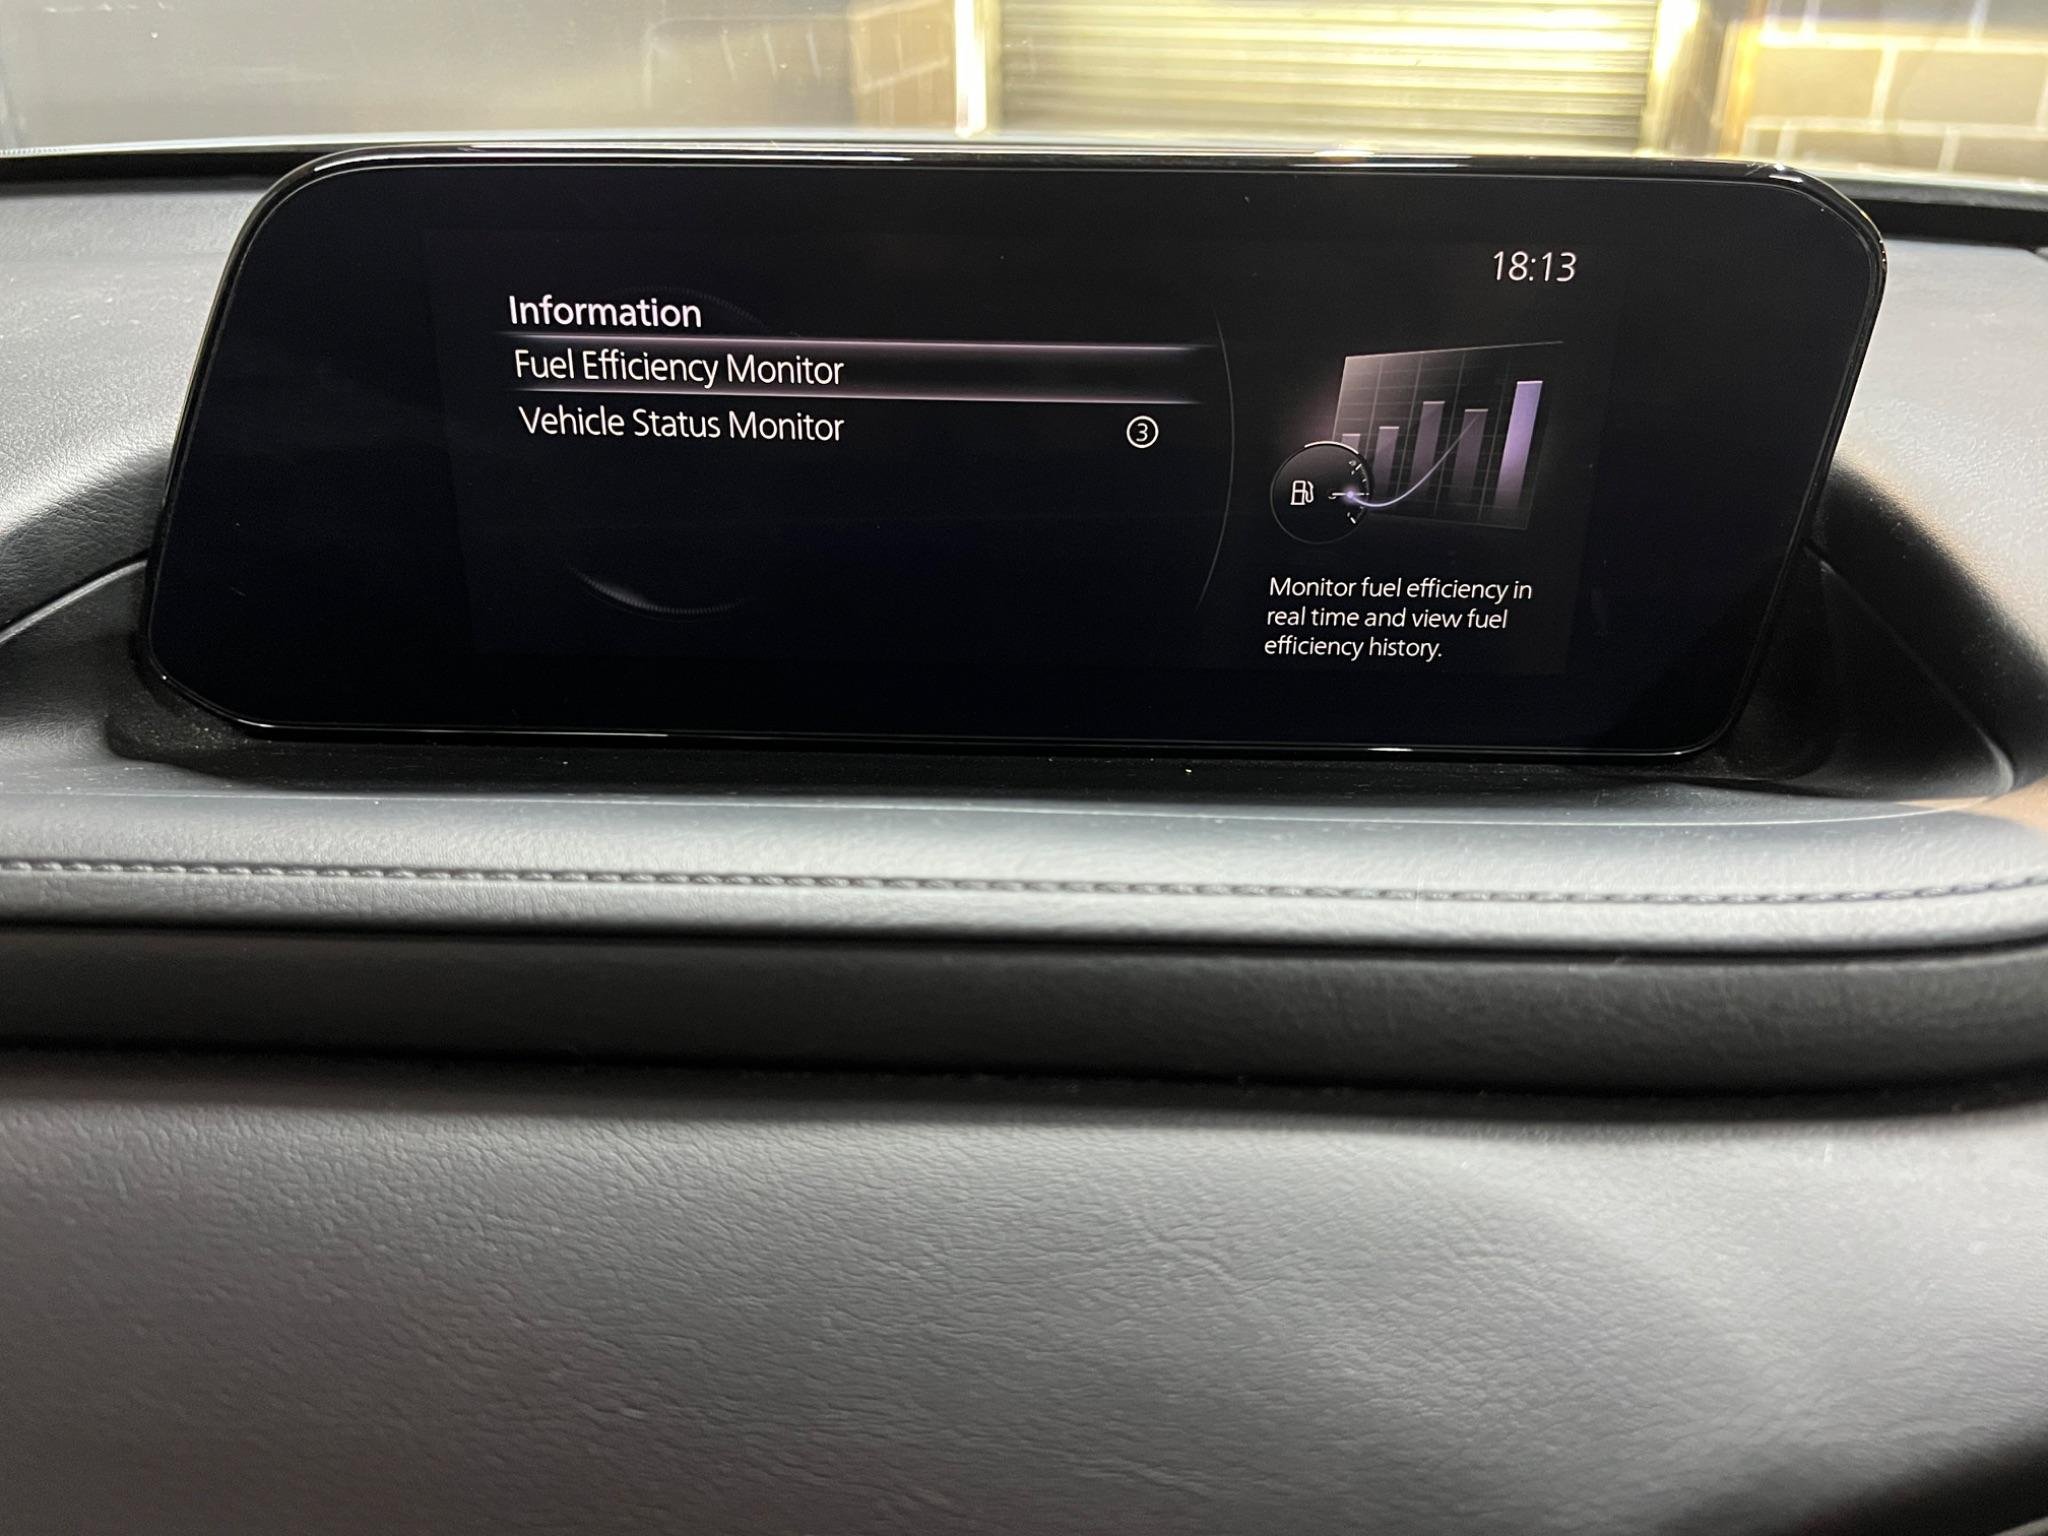 18:13
Information
Fuel Efficiency Monitor
Vehicle Status Monitor 3
Monitor fuel efficiency in
real time and view fuel
efficiency history.